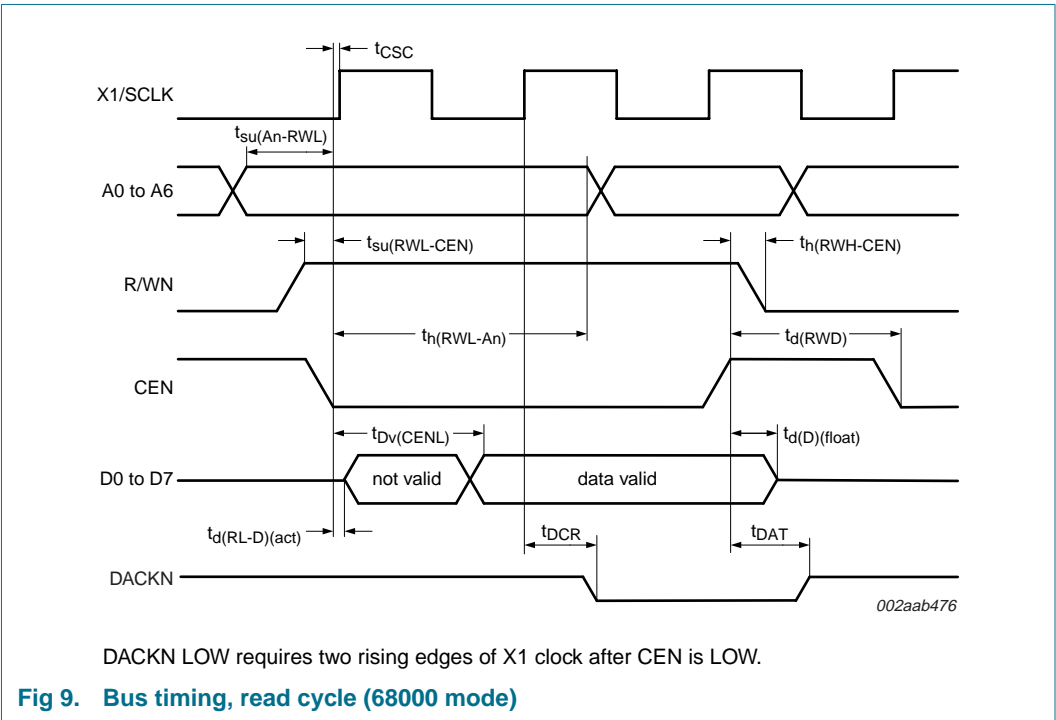 tCSC
X1/SCLK
tsu(An-RWL)
A0 to A6
tsu(RWL-CEN)
th(RWH-CEN)
R/WN
th(RWL-An)
td(RWD)
CEN
tDv(CENL)
td(D)(float)
D0 to D7
not valid
data valid
td(RL-D)(act)
tDCR
tDAT
DACKN
002aab476
DACKN LOW requires two rising edges of X1 clock after CEN is LOW.
Fig 9. Bus timing, read cycle (68000 mode)